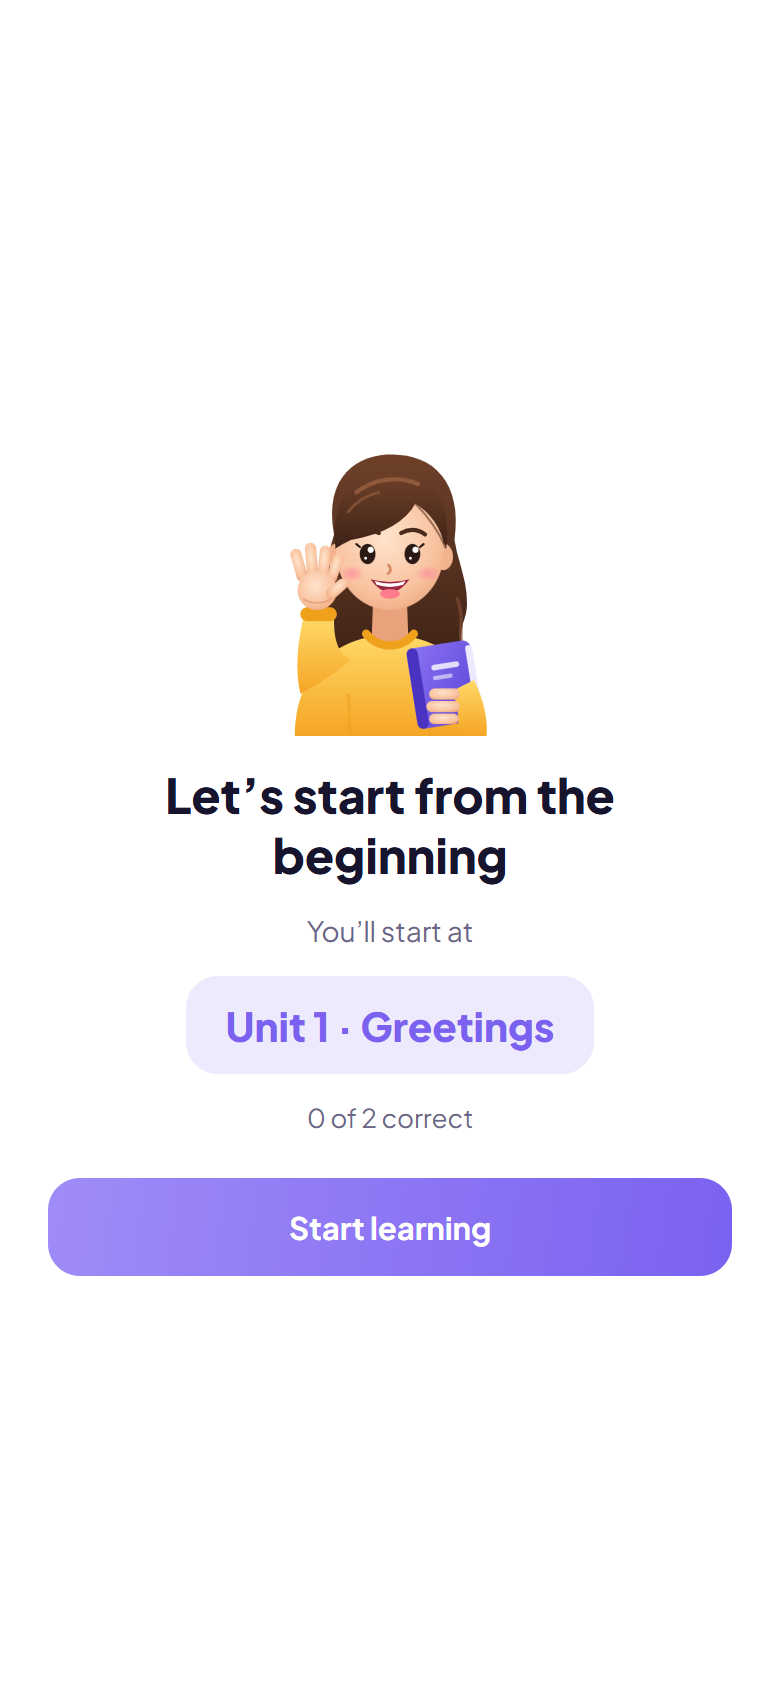 Let’s start from the
beginning
You’ll start at
Unit 1 · Greetings
0 of 2 correct
Start learning